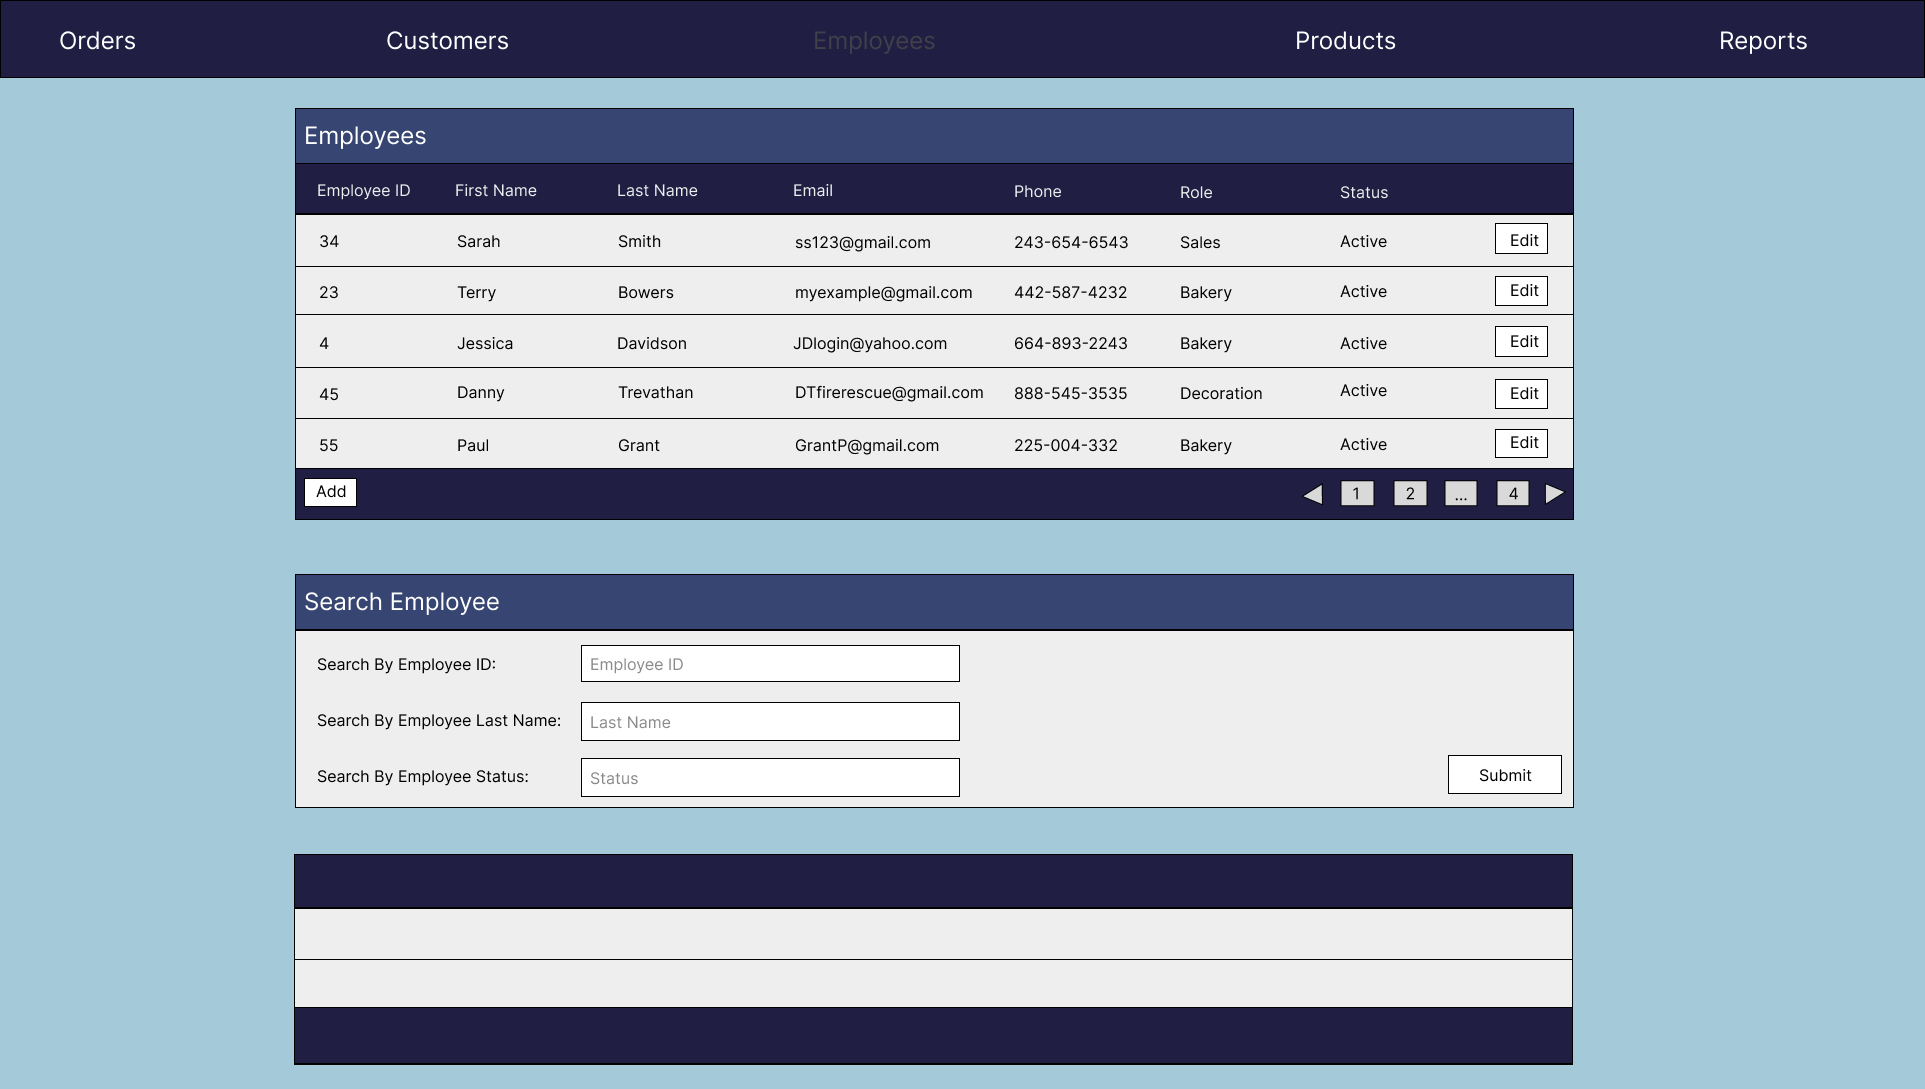 Orders Customers Employees Products Reports
Employees
Employee ID First Name Last Name Email Phone Role Status
34 Sarah Smith ss123@gmail.com 243-654-6543 Sales Active Edit
23 Terry Bowers myexample@gmail.com 442-587-4232 Bakery Active Edit
4 Jessica Davidson JDlogin@yahoo.com 664-893-2243 Bakery Active Edit
45 Danny Trevathan DTfirerescue@gmail.com 888-545-3535 Decoration Active Edit
55 Paul Grant GrantP@gmail.com 225-004-332 Bakery Active Edit
Add 1 2 ... 4
Search Employee
Search By Employee ID: Employee ID
Search By Employee Last Name: Last Name
Search By Employee Status: Status Submit